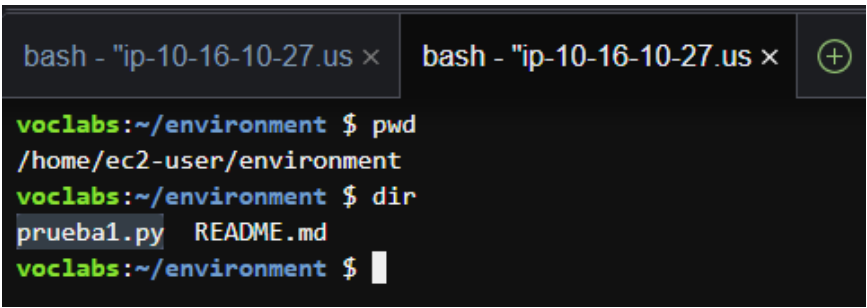 bash - "ip-10-16-10-27.us × bash - "ip-10-16-10-27.us ×
voclabs:~/environment $ pwd
/home/ec2-user/environment
voclabs:~/environment $ dir
prueba1.py  README.md
voclabs:~/environment $